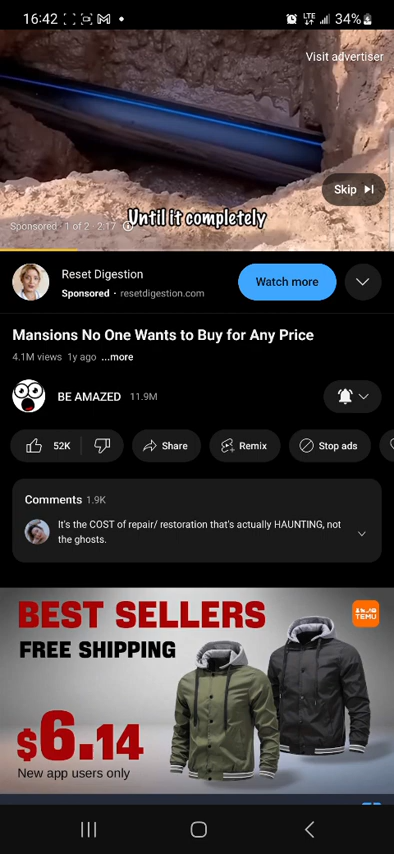 16:42
LTE
34%
Visit advertiser
Skip
Until it completely
Sponsored · 1 of 2 · 2:17
Reset Digestion
Sponsored · resetdigestion.com
Watch more
Mansions No One Wants to Buy for Any Price
4.1M views 1y ago ...more
BE AMAZED 11.9M
52K
Share
Remix
Stop ads
Comments 1.9K
It's the COST of repair/ restoration that's actually HAUNTING, not
the ghosts.
BEST SELLERS
FREE SHIPPING
TEMU
$6.14
New app users only